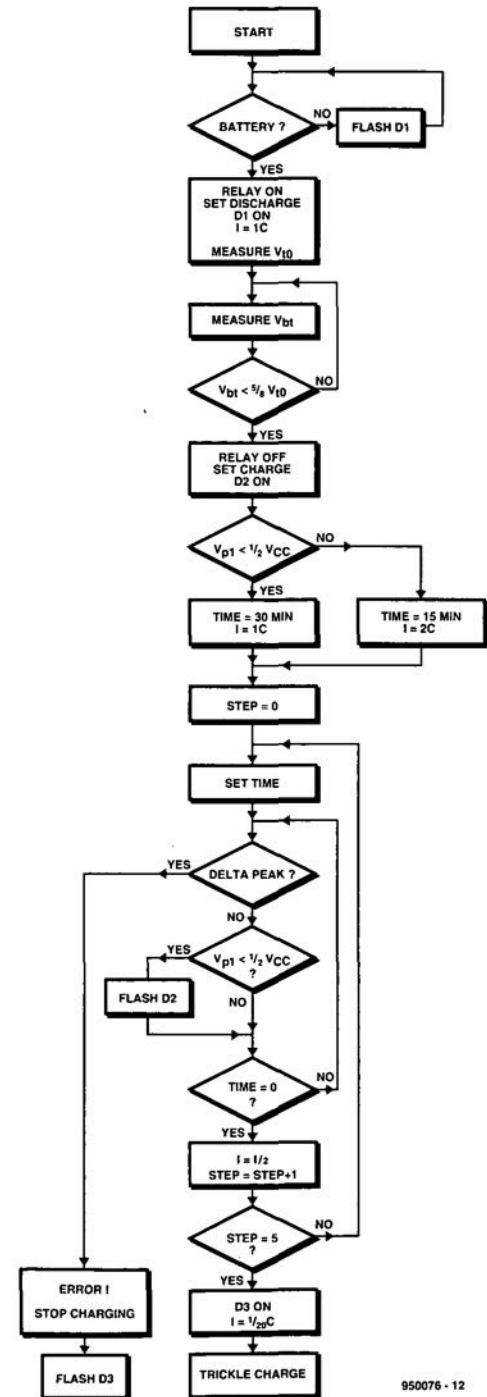 START
BATTERY ?
NO
FLASH D1
YES
RELAY ON
SET DISCHARGE
D1 ON
I = 1C
MEASURE Vt0
MEASURE Vbt
Vbt < 5/8 Vt0
NO
YES
RELAY OFF
SET CHARGE
D2 ON
Vp1 < 1/2 VCC
NO
YES
TIME = 30 MIN
I = 1C
TIME = 15 MIN
I = 2C
STEP = 0
SET TIME
YES
DELTA PEAK ?
NO
YES
Vp1 < 1/2 VCC
?
FLASH D2
NO
TIME = 0
?
NO
YES
I = I/2
STEP = STEP+1
STEP = 5
?
NO
YES
ERROR !
STOP CHARGING
D3 ON
I = 1/20C
FLASH D3
TRICKLE CHARGE
950076 - 12